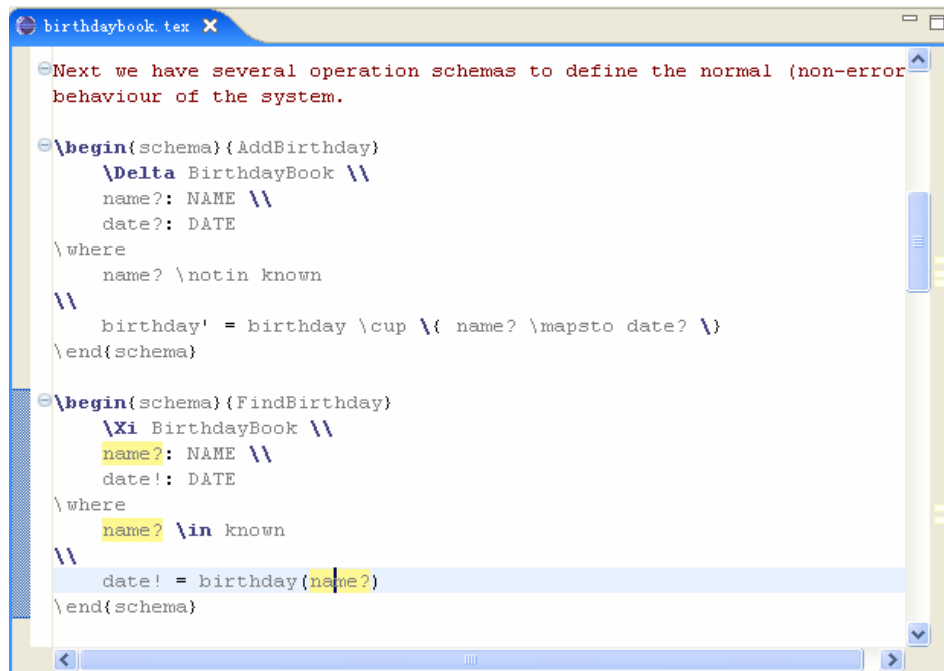 birthdaybook.tex
Next we have several operation schemas to define the normal (non-error
behaviour of the system.
\begin{schema}{AddBirthday}
\Delta BirthdayBook \\
name?: NAME \\
date?: DATE
\where
name? \notin known
\\
birthday' = birthday \cup \{ name? \mapsto date? \}
\end{schema}
\begin{schema}{FindBirthday}
\Xi BirthdayBook \\
name?: NAME \\
date!: DATE
\where
name? \in known
\\
date! = birthday(name?)
\end{schema}